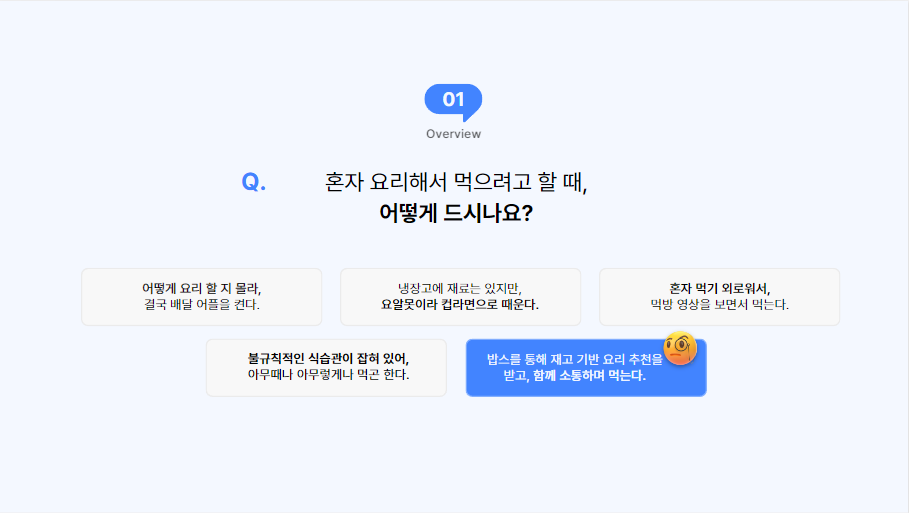 01
Overview
Q. 혼자 요리해서 먹으려고 할 때,
어떻게 드시나요?
어떻게 요리 할 지 몰라,
결국 배달 어플을 켠다.
냉장고에 재료는 있지만,
요알못이라 컵라면으로 때운다.
혼자 먹기 외로워서,
먹방 영상을 보면서 먹는다.
불규칙적인 식습관이 잡혀 있어,
아무때나 아무렇게나 먹곤 한다.
밥스를 통해 재고 기반 요리 추천을
받고, 함께 소통하며 먹는다.